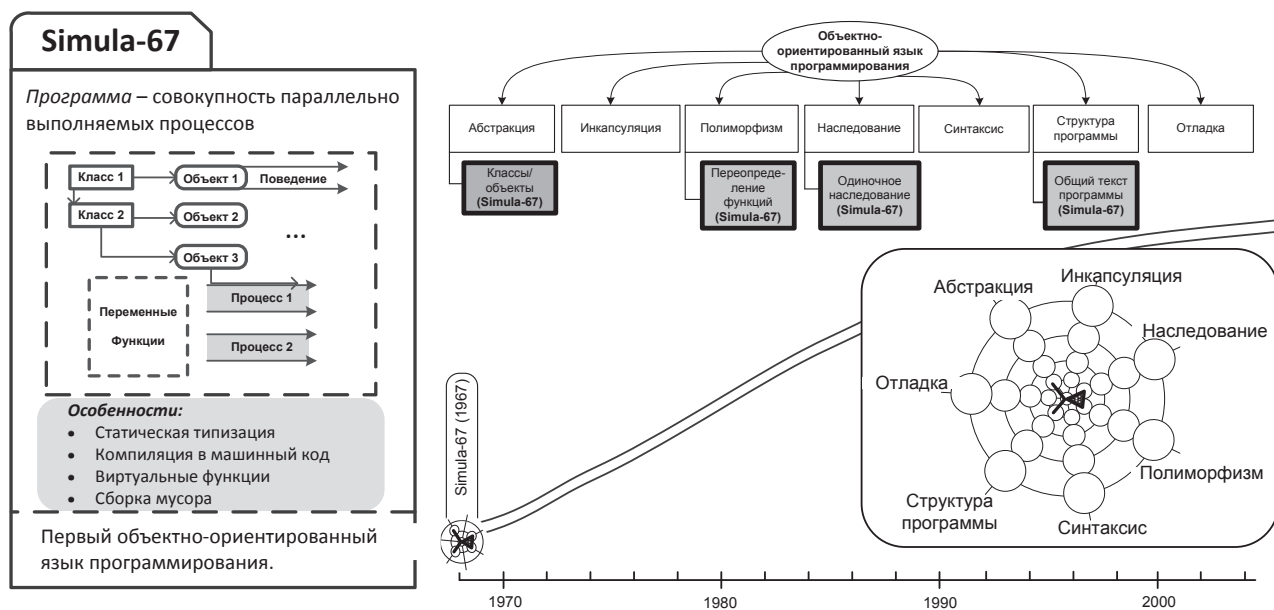 Simula-67
Программа – совокупность параллельно
выполняемых процессов
Класс 1
Объект 1
Поведение
Класс 2
Объект 2
...
Объект 3
Переменные
Функции
Процесс 1
Процесс 2
Особенности:
• Статическая типизация
• Компиляция в машинный код
• Виртуальные функции
• Сборка мусора
Первый объектно-ориентированный
язык программирования.
Объектно-
ориентированный язык
программирования
Абстракция
Инкапсуляция
Полиморфизм
Наследование
Синтаксис
Структура
программы
Отладка
Классы/
объекты
(Simula-67)
Переопреде-
ление
функций
(Simula-67)
Одиночное
наследование
(Simula-67)
Общий текст
программы
(Simula-67)
Simula-67 (1967)
Инкапсуляция
Абстракция
Наследование
Отладка
Полиморфизм
Структура
программы
Синтаксис
1970
1980
1990
2000